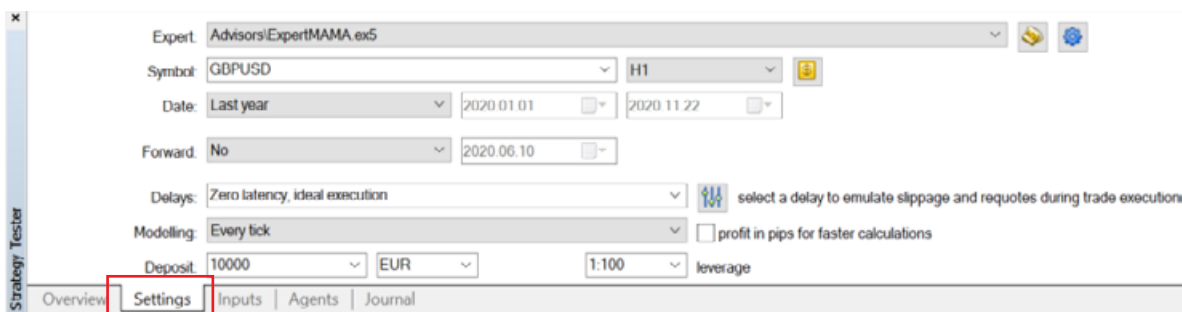 Expert: Advisors\ExpertMAMA.ex5
Symbol: GBPUSD H1
Date: Last year 2020.01.01 2020.11.22
Forward: No 2020.06.10
Delays: Zero latency, ideal execution select a delay to emulate slippage and requotes during trade execution
Modelling: Every tick profit in pips for faster calculations
Deposit: 10000 EUR 1:100 leverage
Overview Settings Inputs Agents Journal
Strategy Tester